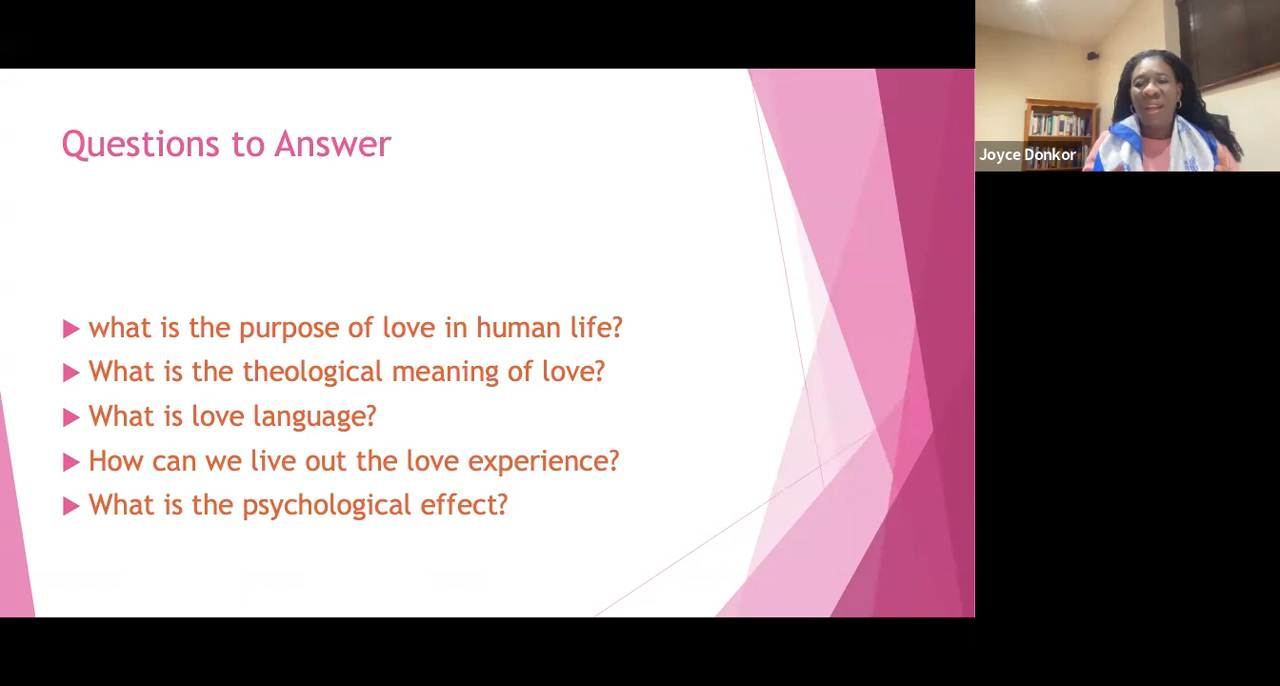 Questions to Answer
what is the purpose of love in human life?
What is the theological meaning of love?
What is love language?
How can we live out the love experience?
What is the psychological effect?
Joyce Donkor